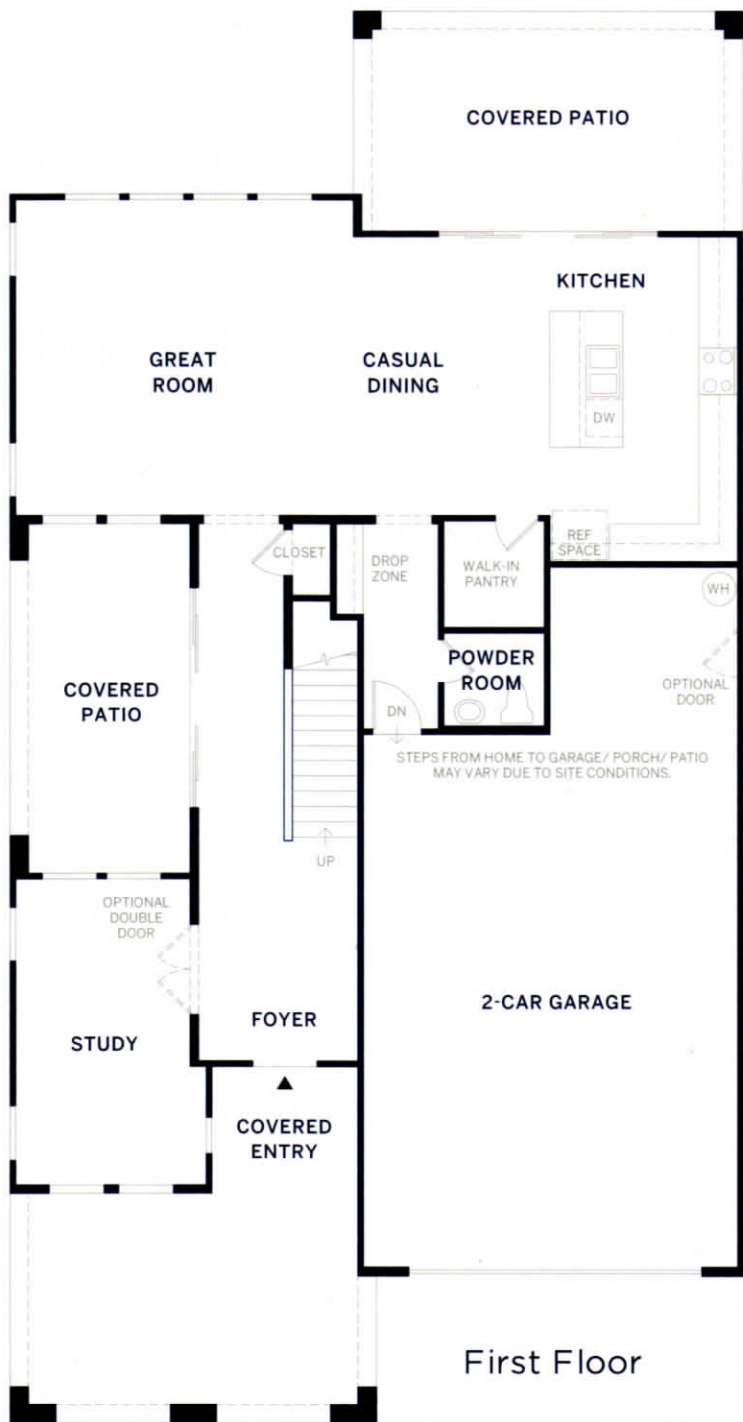 COVERED PATIO
KITCHEN
GREAT
ROOM
CASUAL
DINING
DW
CLOSET
DROP
ZONE
WALK-IN
PANTRY
REF
SPACE
WH
COVERED
PATIO
POWDER
ROOM
OPTIONAL
DOOR
DN
STEPS FROM HOME TO GARAGE/ PORCH/ PATIO
MAY VARY DUE TO SITE CONDITIONS.
UP
OPTIONAL
DOUBLE
DOOR
2-CAR GARAGE
FOYER
STUDY
COVERED
ENTRY
First Floor